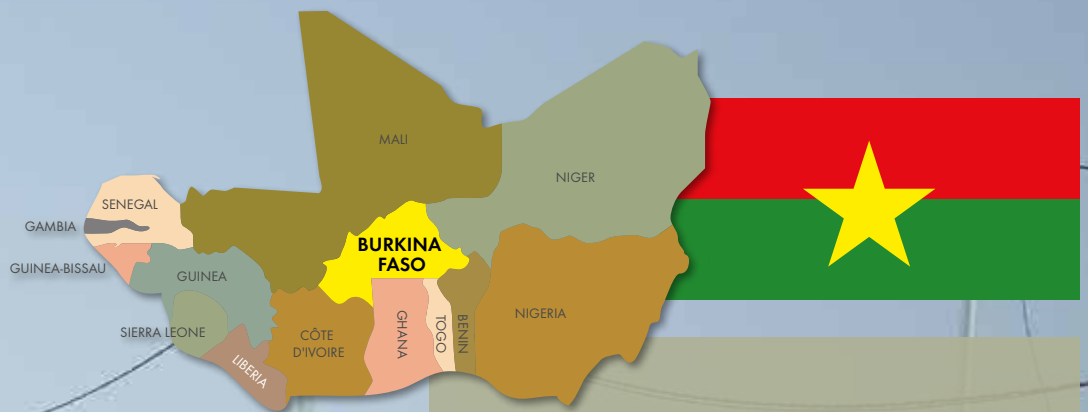 MALI
NIGER
SENEGAL
GAMBIA
BURKINA
FASO
GUINEA-BISSAU
GUINEA
SIERRA LEONE
LIBERIA
CÔTE
D'IVOIRE
GHANA
TOGO
BENIN
NIGERIA